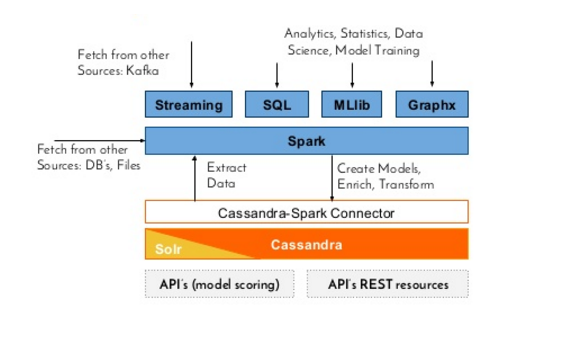 Analytics, Statistics, Data
Science, Model Training
Fetch from other
Sources: Kafka
Streaming
SQL
MLlib
Graphx
Spark
Fetch from other
Sources: DB's, Files
Extract
Data
Create Models,
Enrich, Transform
Cassandra-Spark Connector
Solr
Cassandra
API's (model scoring)
API's REST resources